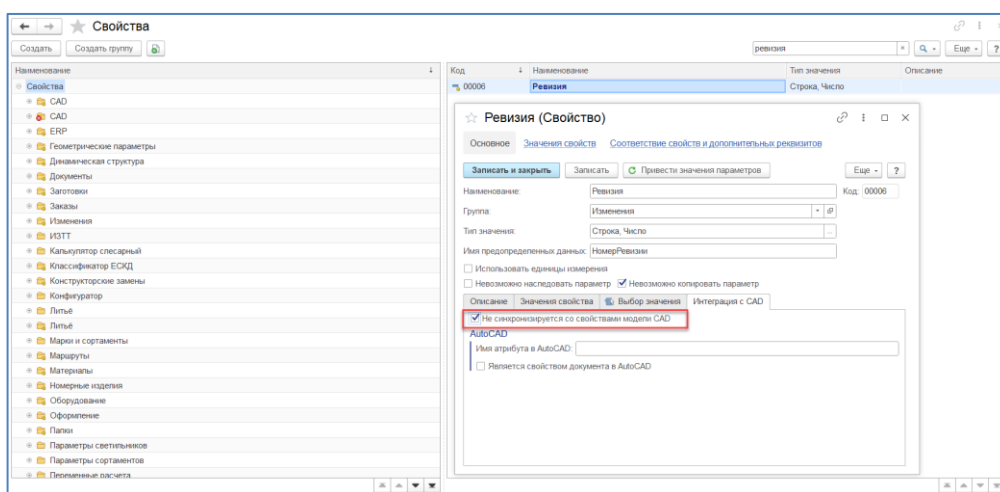 Свойства
Создать Создать группу ревизия Еще ?
Наименование
Свойства
CAD
CAD
ERP
Геометрические параметры
Динамическая структура
Документы
Заготовки
Заказы
Изменения
ИЗТТ
Калькулятор слесарный
Классификатор ЕСКД
Конструкторские замены
Конфигуратор
Литьё
Литьё
Марки и сортаменты
Маршруты
Материалы
Номерные изделия
Оборудование
Оформление
Папки
Параметры светильников
Параметры сортаментов
Переменные расчета
Код Наименование Тип значения Описание
00006 Ревизия Строка, Число
Ревизия (Свойство)
Основное Значения свойств Соответствие свойств и дополнительных реквизитов
Записать и закрыть Записать Привести значения параметров Еще ?
Наименование: Ревизия Код: 00006
Группа: Изменения
Тип значения: Строка, Число ...
Имя предопределенных данных: НомерРевизии
Использовать единицы измерения
Невозможно наследовать параметр Невозможно копировать параметр
Описание Значения свойства Выбор значения Интеграция с CAD
Не синхронизируется со свойствами модели CAD
AutoCAD
Имя атрибута в AutoCAD:
Является свойством документа в AutoCAD